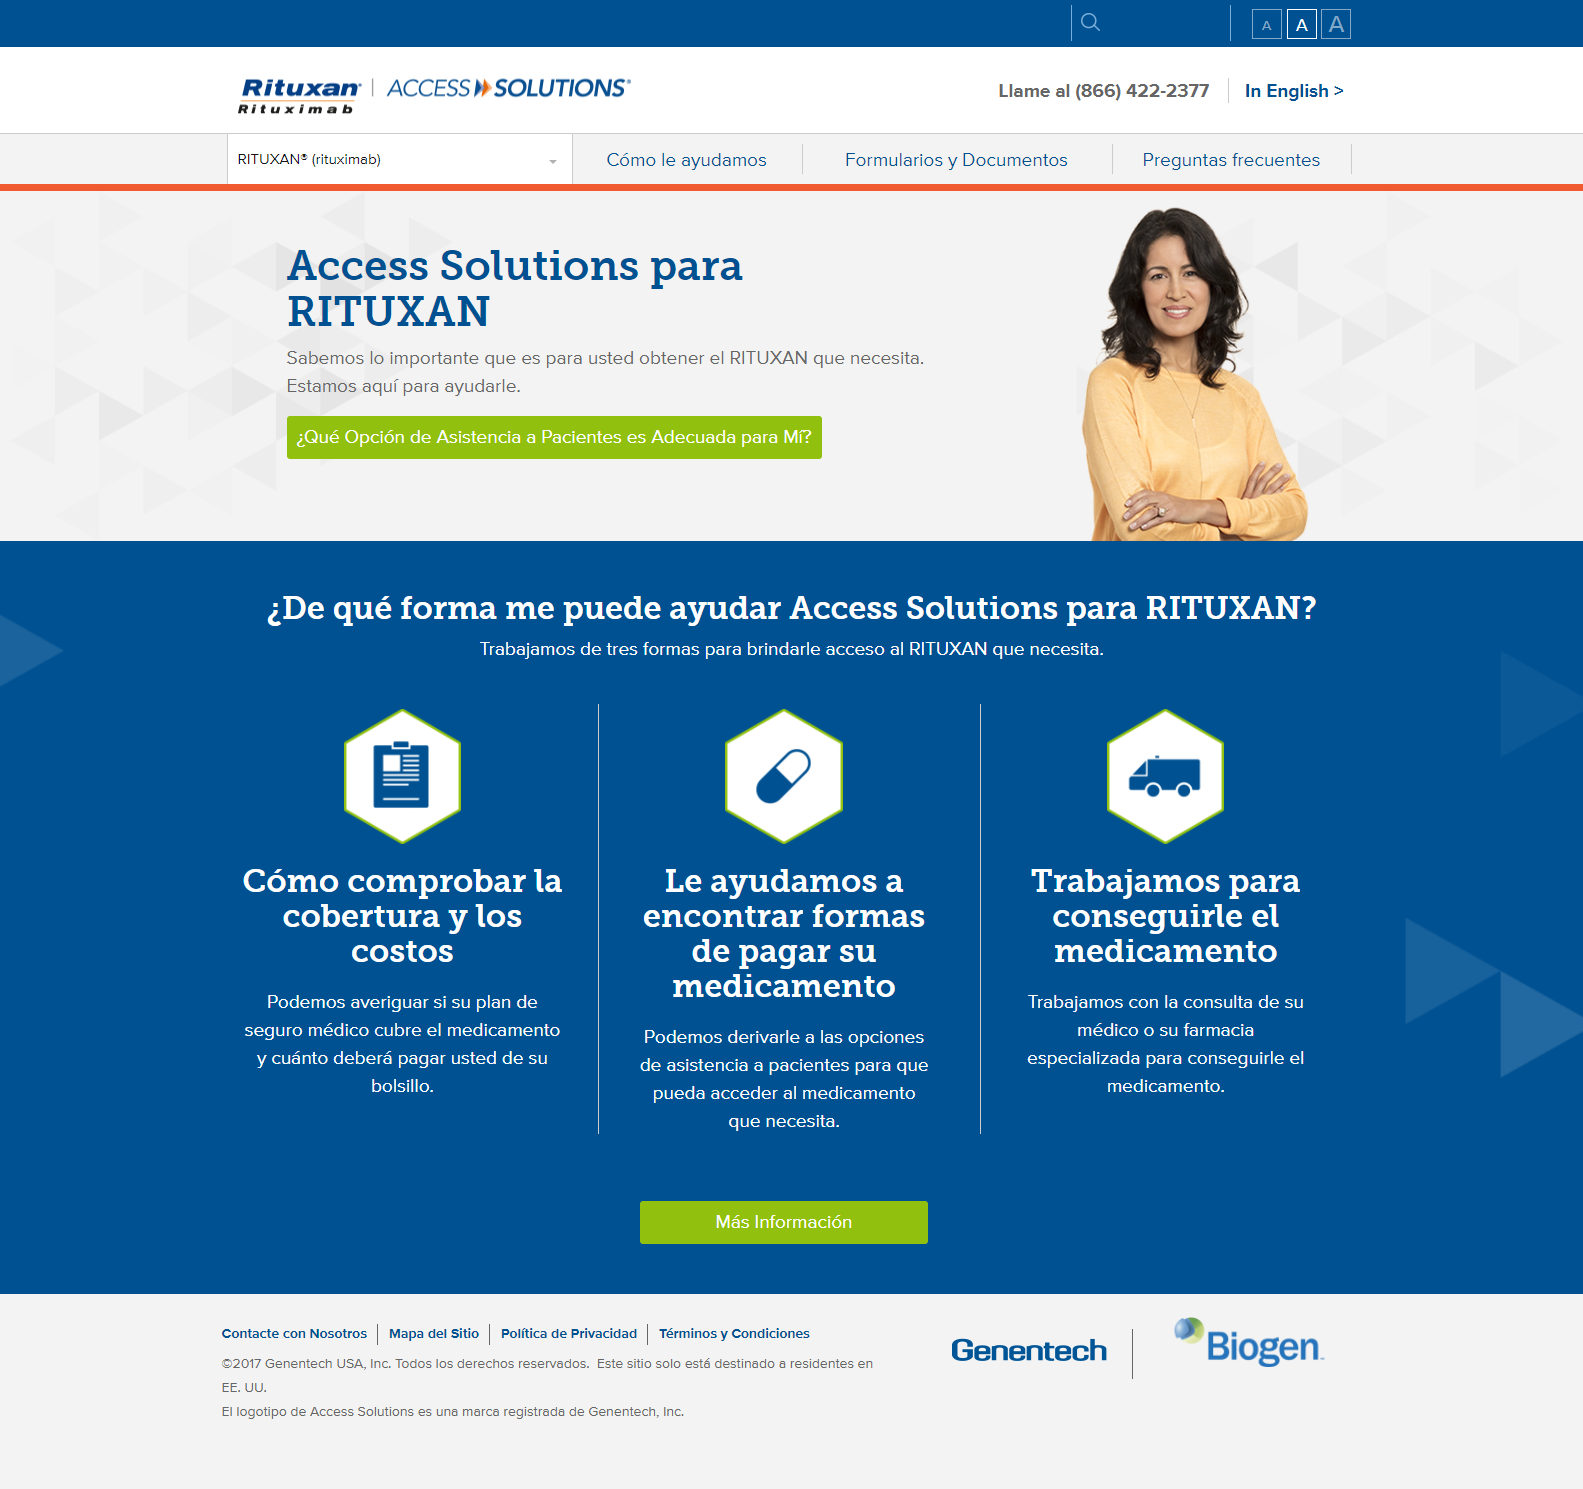 A A A
Rituxan® | ACCESS SOLUTIONS®
Rituximab
Llame al (866) 422-2377
In English >
RITUXAN® (rituximab)
Cómo le ayudamos
Formularios y Documentos
Preguntas frecuentes
Access Solutions para
RITUXAN
Sabemos lo importante que es para usted obtener el RITUXAN que necesita.
Estamos aquí para ayudarle.
¿Qué Opción de Asistencia a Pacientes es Adecuada para Mí?
¿De qué forma me puede ayudar Access Solutions para RITUXAN?
Trabajamos de tres formas para brindarle acceso al RITUXAN que necesita.
Cómo comprobar la
cobertura y los
costos
Podemos averiguar si su plan de
seguro médico cubre el medicamento
y cuánto deberá pagar usted de su
bolsillo.
Le ayudamos a
encontrar formas
de pagar su
medicamento
Podemos derivarle a las opciones
de asistencia a pacientes para que
pueda acceder al medicamento
que necesita.
Trabajamos para
conseguirle el
medicamento
Trabajamos con la consulta de su
médico o su farmacia
especializada para conseguirle el
medicamento.
Más Información
Contacte con Nosotros
Mapa del Sitio
Política de Privacidad
Términos y Condiciones
©2017 Genentech USA, Inc. Todos los derechos reservados. Este sitio solo está destinado a residentes en
EE. UU.
El logotipo de Access Solutions es una marca registrada de Genentech, Inc.
Genentech
Biogen